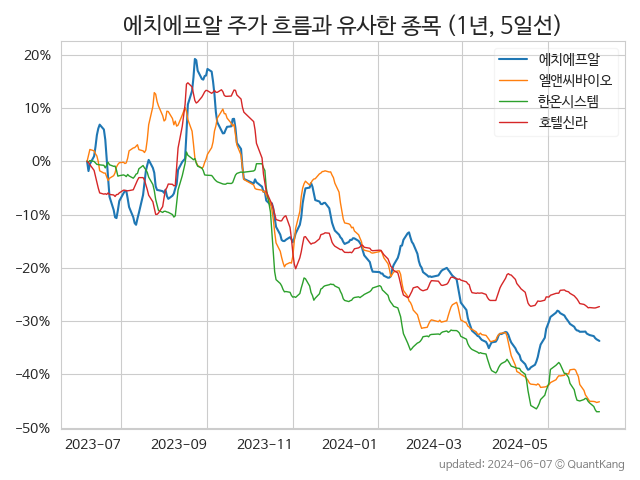 에치에프알 주가 흐름과 유사한 종목 (1년, 5일선)
에치에프알
엘앤씨바이오
한온시스템
호텔신라
20%
10%
0%
−10%
−20%
−30%
−40%
−50%
2023-07 2023-09 2023-11 2024-01 2024-03 2024-05
updated: 2024-06-07 © QuantKang